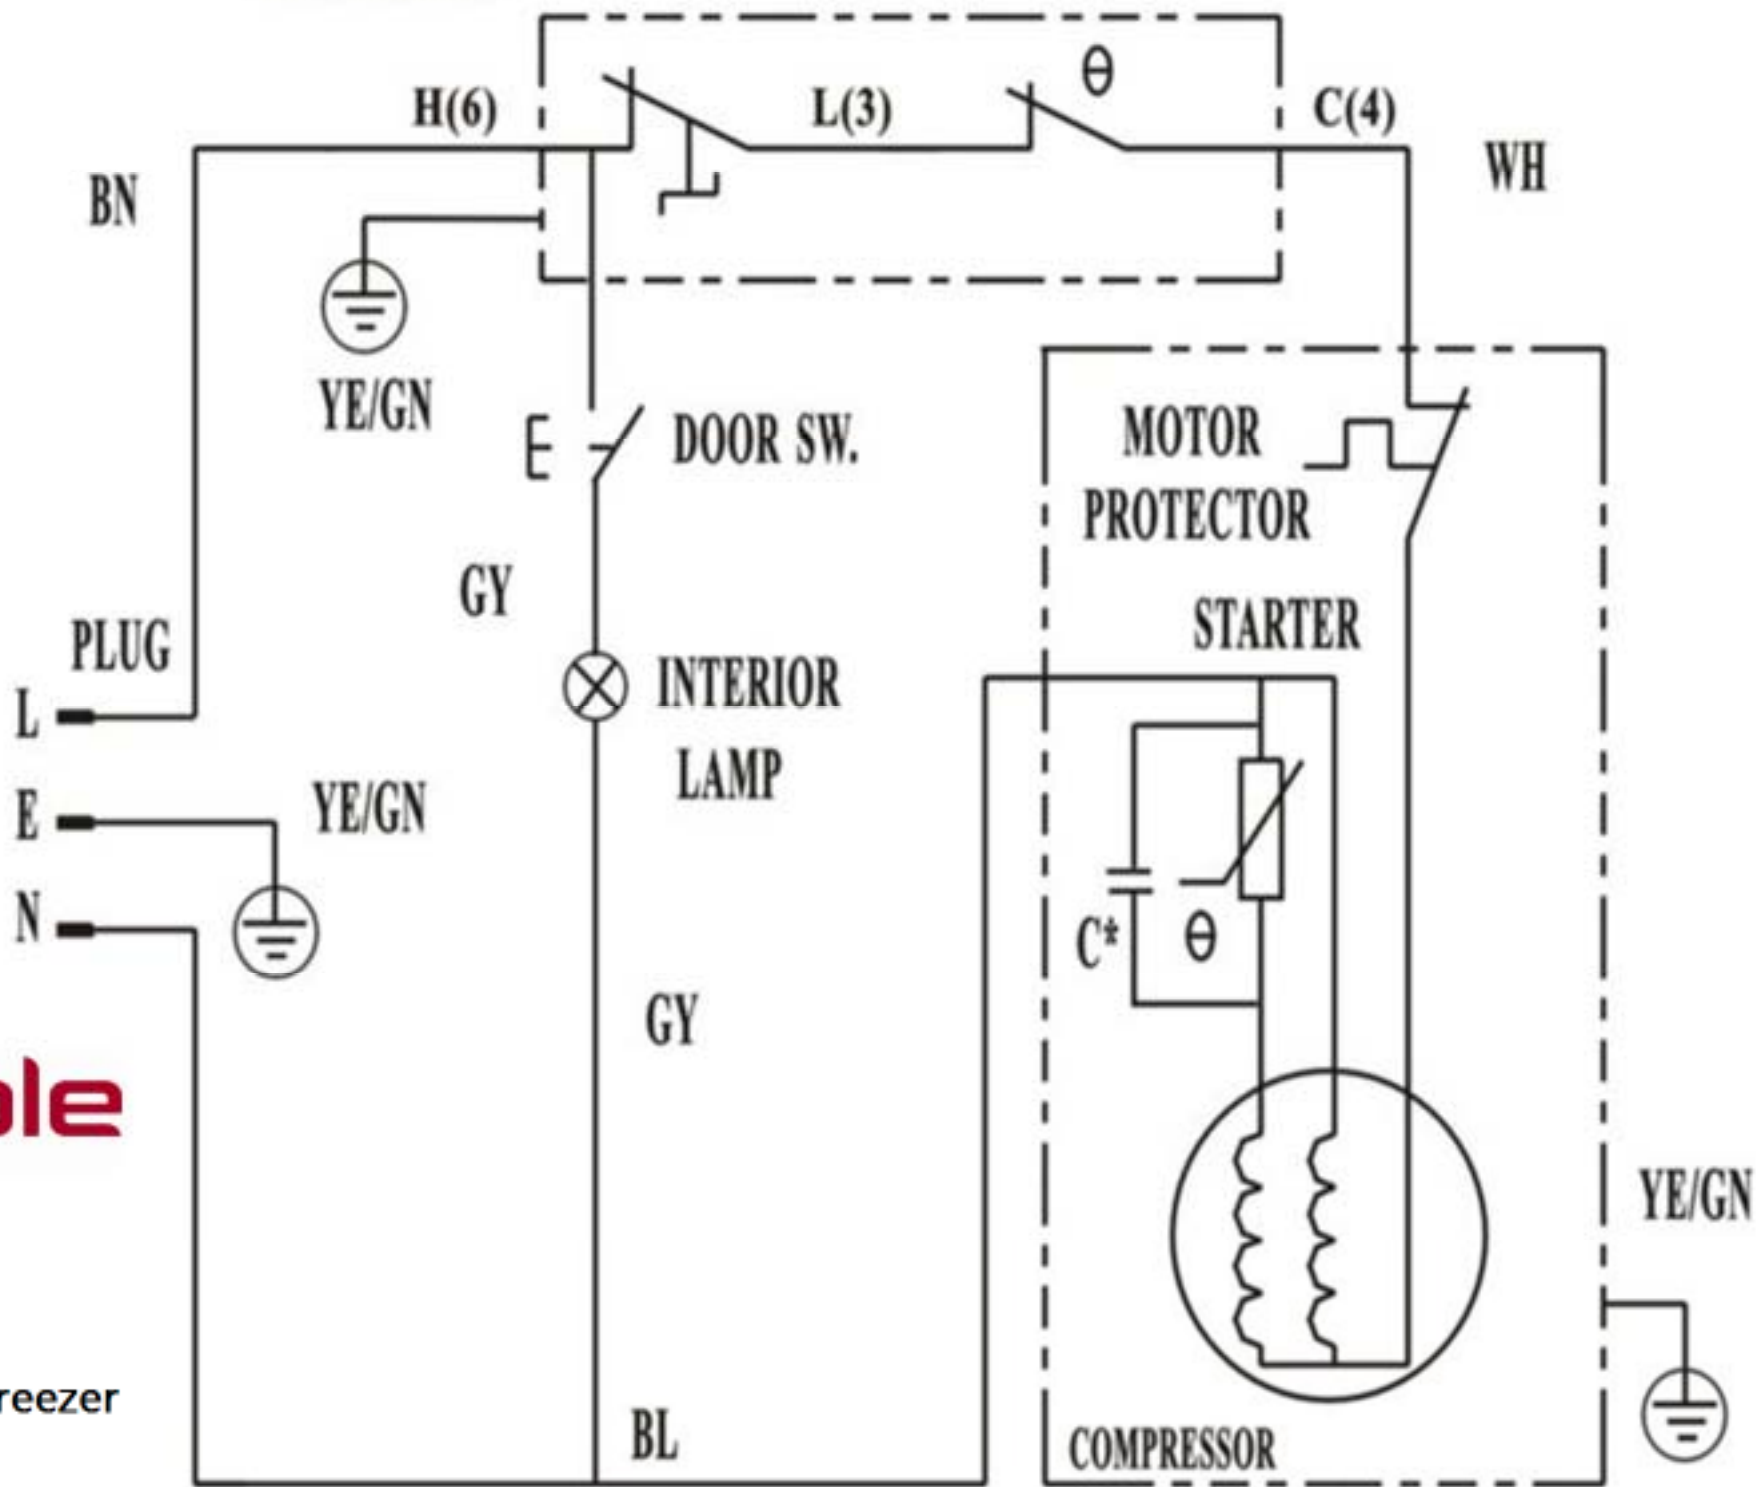 θ
H(6)
L(3)
C(4)
BN
WH
YE/GN
DOOR SW.
MOTOR
PROTECTOR
GY
STARTER
PLUG
L
INTERIOR
LAMP
E
YE/GN
N
C*
θ
GY
ole
YE/GN
reezer
BL
COMPRESSOR